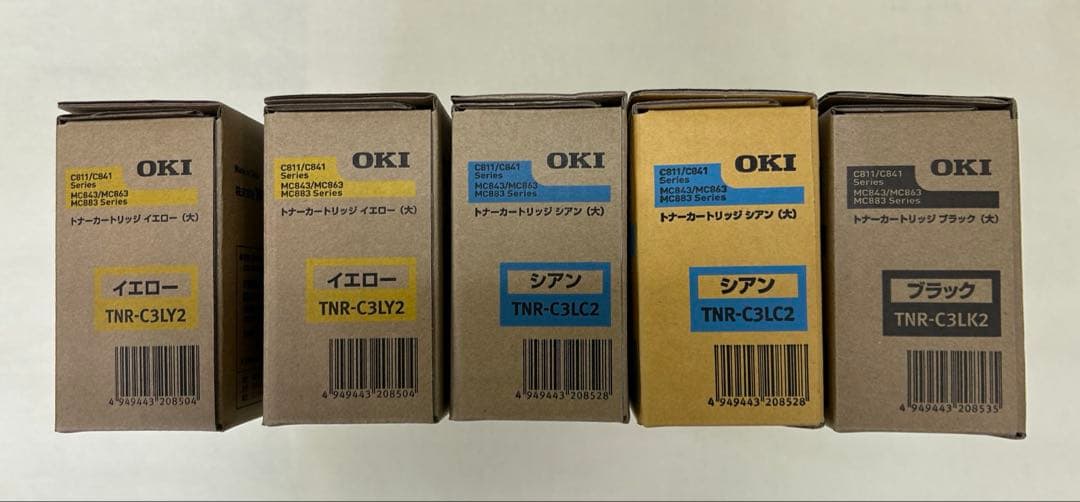 OKI
C811/C841
Series
MC843/MC863
MC883 Series
トナーカートリッジ イエロー (大)
イエロー
TNR-C3LY2
4 949443 208504
OKI
C811/C841
Series
MC843/MC863
MC883 Series
トナーカートリッジ イエロー (大)
イエロー
TNR-C3LY2
4 949443 208504
OKI
C811/C841
Series
MC843/MC863
MC883 Series
トナーカートリッジ シアン (大)
シアン
TNR-C3LC2
4 949443 208528
OKI
C811/C841
Series
MC843/MC863
MC883 Series
トナーカートリッジ シアン (大)
シアン
TNR-C3LC2
4 949443 208528
OKI
C811/C841
Series
MC843/MC863
MC883 Series
トナーカートリッジ ブラック (大)
ブラック
TNR-C3LK2
4 949443 208535